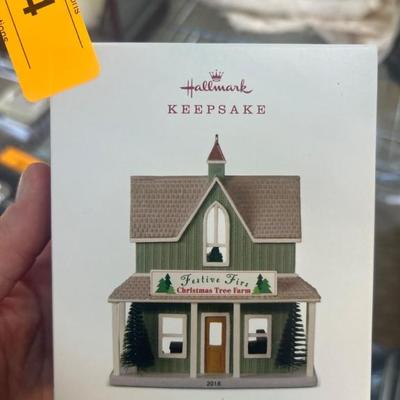 Hallmark
KEEPSAKE
Festive Firs
Christmas Tree Farm
2018